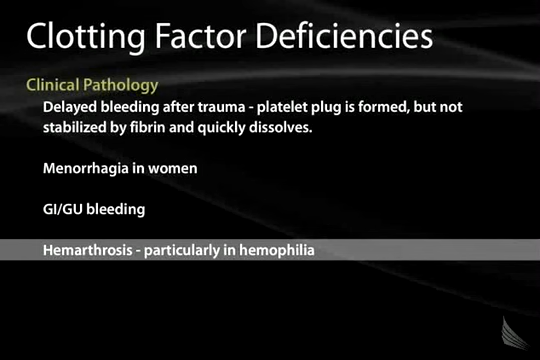 Clotting Factor Deficiencies
Clinical Pathology
Delayed bleeding after trauma - platelet plug is formed, but not
stabilized by fibrin and quickly dissolves.
Menorrhagia in women
GI/GU bleeding
Hemarthrosis - particularly in hemophilia